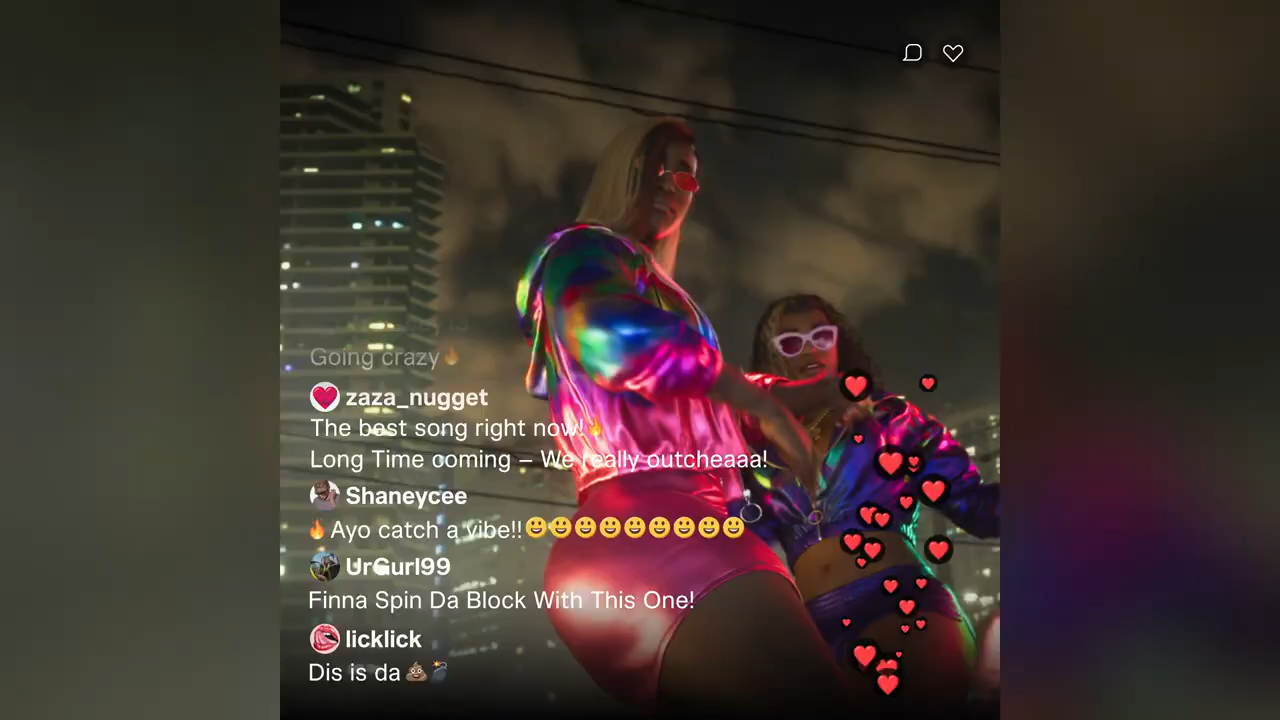 Going crazy🔥
zaza_nugget
The best song right now!🔥
Long Time coming – We really outcheaaa!
Shaneycee
🔥Ayo catch a vibe!!😀😀😀😀😀😀😀😀😀
UrGurl99
Finna Spin Da Block With This One!
licklick
Dis is da💩💣